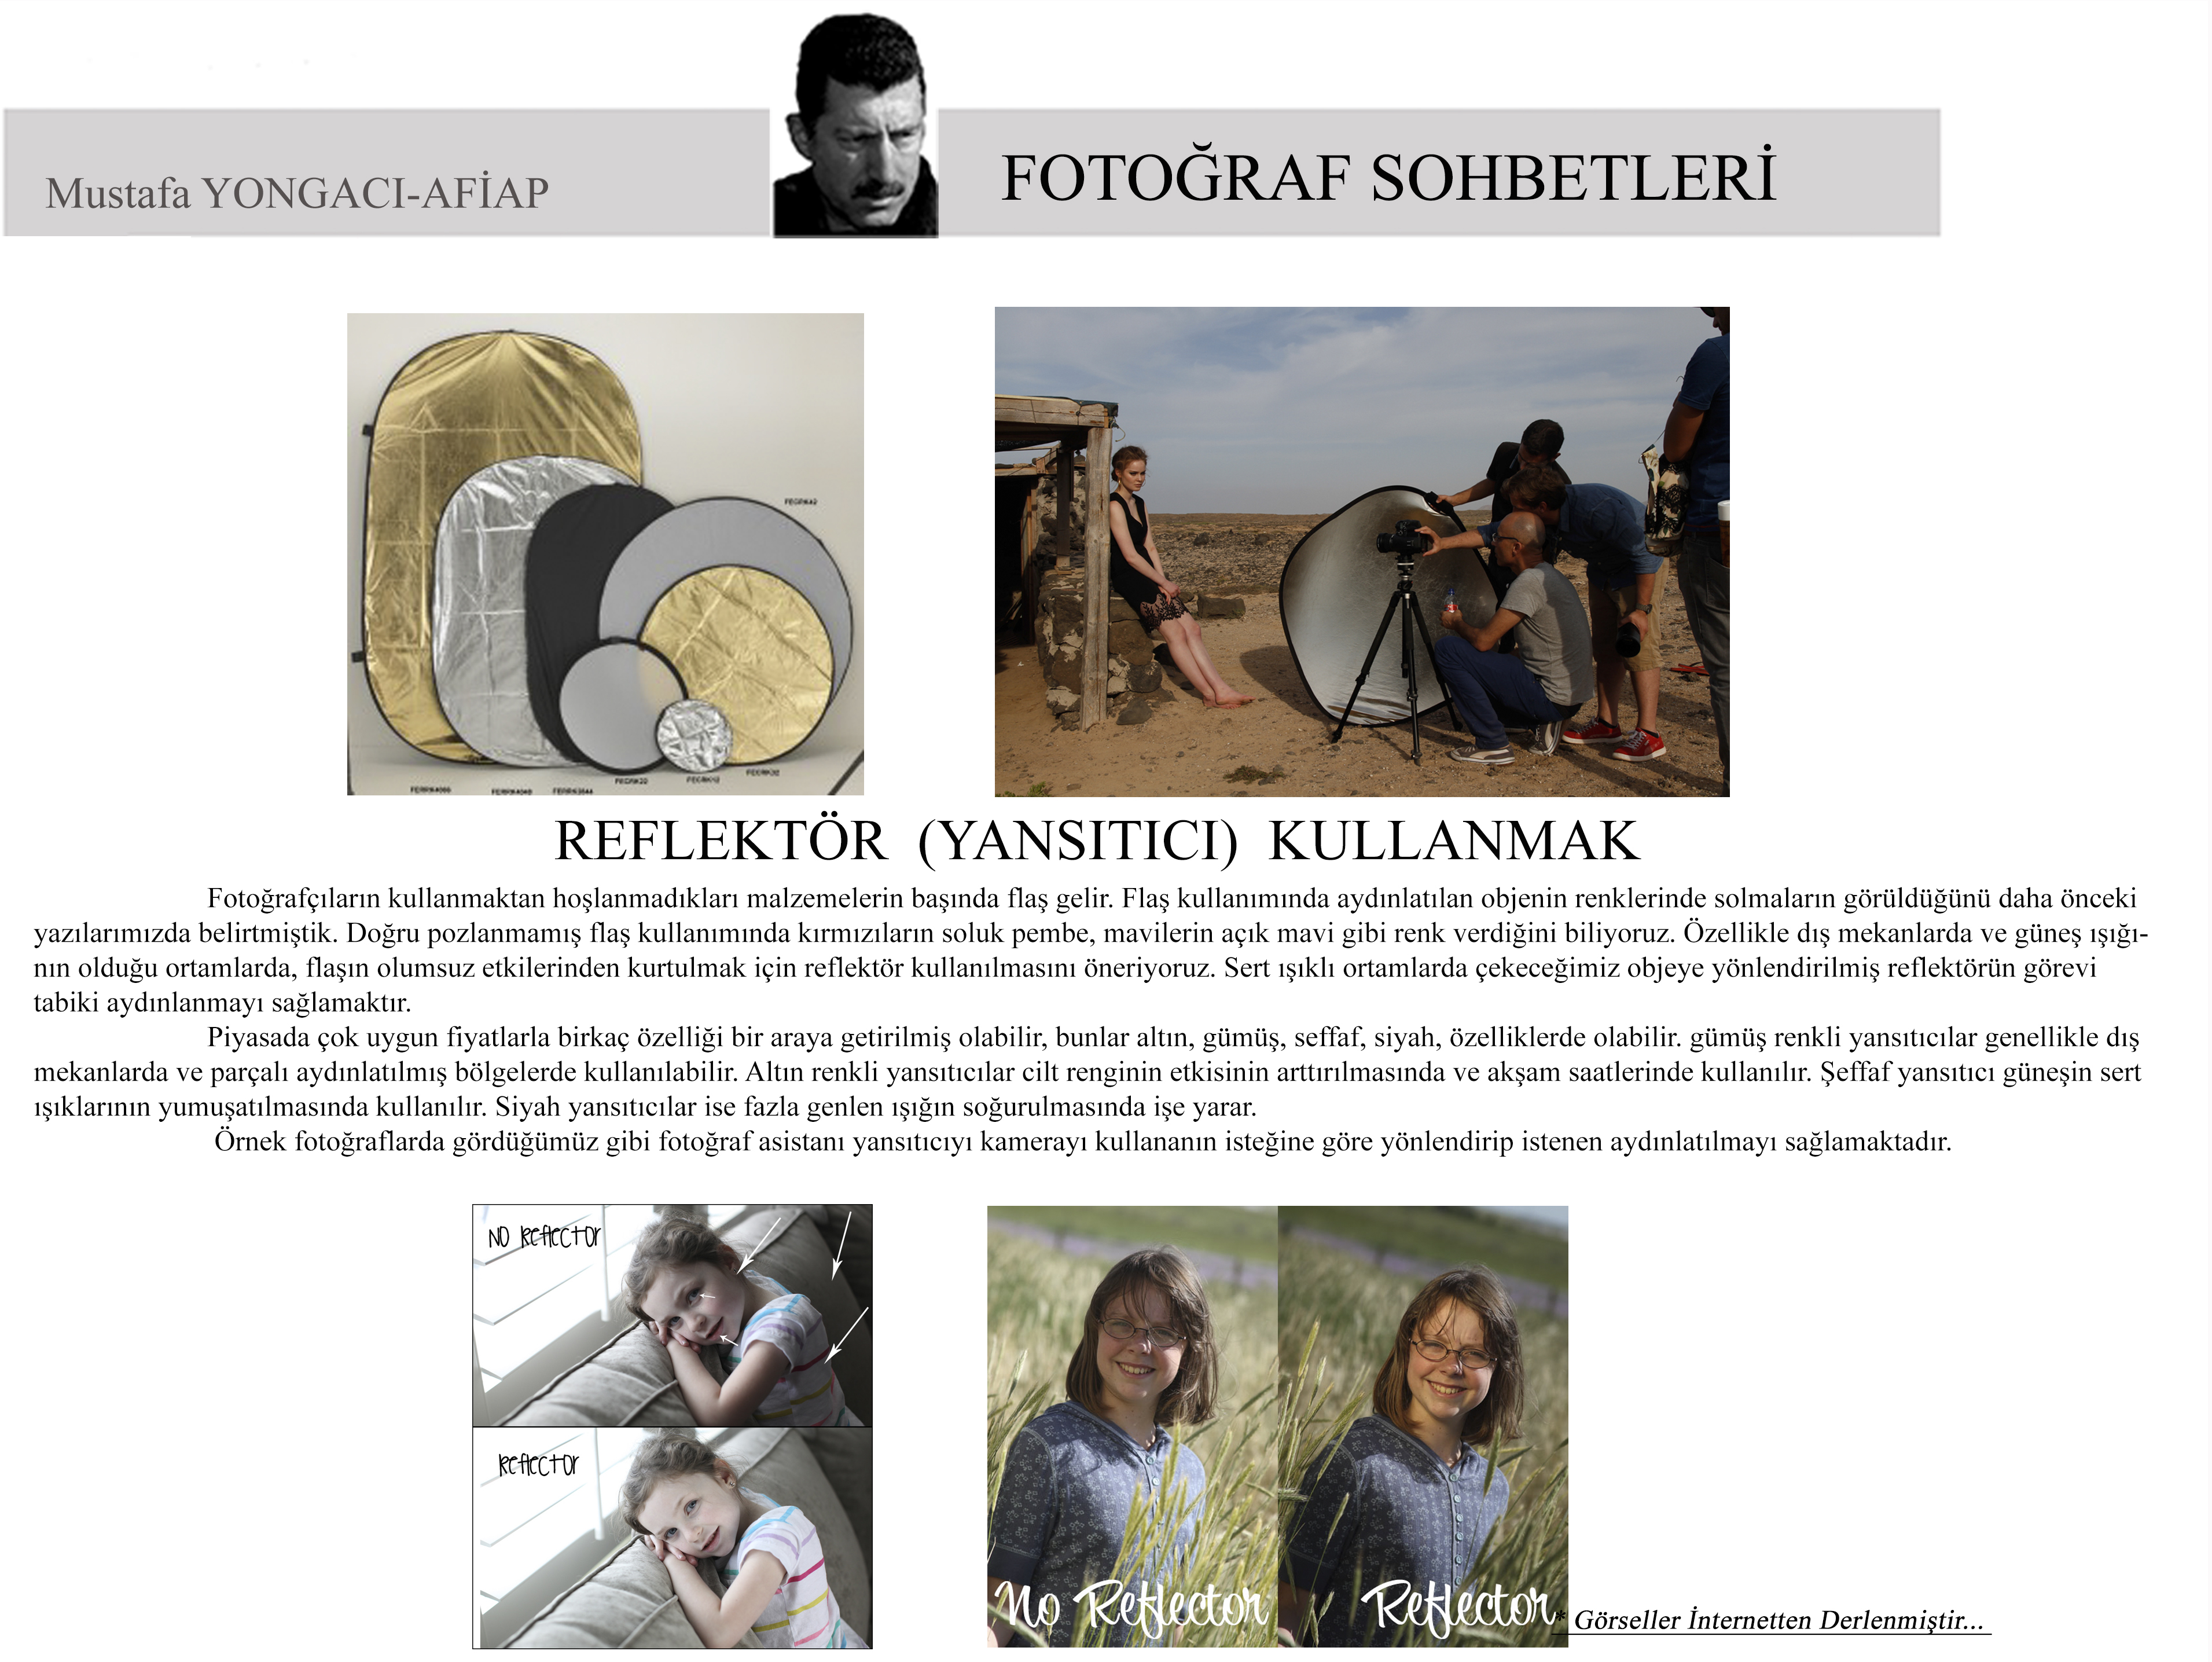 Mustafa YONGACI-AFİAP
FOTOĞRAF SOHBETLERİ
FEGRK42
FECRK22
FECRK12
FECRK32
REFLEKTÖR (YANSITICI) KULLANMAK
Fotoğrafçıların kullanmaktan hoşlanmadıkları malzemelerin başında flaş gelir. Flaş kullanımında aydınlatılan objenin renklerinde solmaların görüldüğünü daha önceki
yazılarımızda belirtmiştik. Doğru pozlanmamış flaş kullanımında kırmızıların soluk pembe, mavilerin açık mavi gibi renk verdiğini biliyoruz. Özellikle dış mekanlarda ve güneş ışığı-
nın olduğu ortamlarda, flaşın olumsuz etkilerinden kurtulmak için reflektör kullanılmasını öneriyoruz. Sert ışıklı ortamlarda çekeceğimiz objeye yönlendirilmiş reflektörün görevi
tabiki aydınlanmayı sağlamaktır.
Piyasada çok uygun fiyatlarla birkaç özelliği bir araya getirilmiş olabilir, bunlar altın, gümüş, seffaf, siyah, özelliklerde olabilir. gümüş renkli yansıtıcılar genellikle dış
mekanlarda ve parçalı aydınlatılmış bölgelerde kullanılabilir. Altın renkli yansıtıcılar cilt renginin etkisinin arttırılmasında ve akşam saatlerinde kullanılır. Şeffaf yansıtıcı güneşin sert
ışıklarının yumuşatılmasında kullanılır. Siyah yansıtıcılar ise fazla genlen ışığın soğurulmasında işe yarar.
Örnek fotoğraflarda gördüğümüz gibi fotoğraf asistanı yansıtıcıyı kamerayı kullananın isteğine göre yönlendirip istenen aydınlatılmayı sağlamaktadır.
NO Reflector
Reflector
No Reflector
Reflector
* Görseller İnternetten Derlenmiştir...